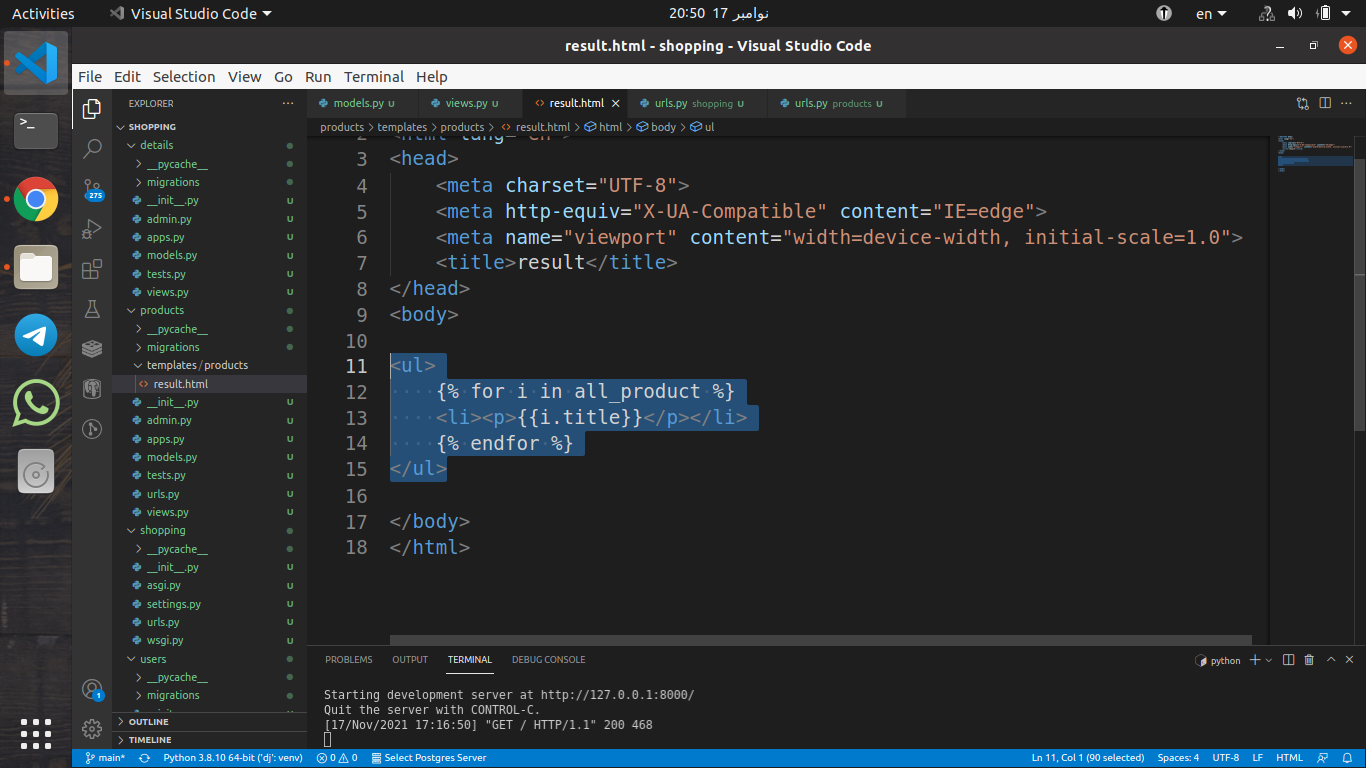 Activities Visual Studio Code 20:50 17 نوامبر en
result.html - shopping - Visual Studio Code
File Edit Selection View Go Run Terminal Help
EXPLORER
SHOPPING
details
__pycache__
migrations
__init__.py U
admin.py U
apps.py U
models.py U
tests.py U
views.py U
products
__pycache__
migrations
templates/products
result.html
__init__.py U
admin.py U
apps.py U
models.py U
tests.py U
urls.py U
views.py U
shopping
__pycache__
__init__.py U
asgi.py U
settings.py U
urls.py U
wsgi.py U
users
__pycache__
migrations
OUTLINE
TIMELINE
275
1
models.py U views.py U result.html urls.py shopping U urls.py products U
products > templates > products > result.html > html > body > ul
2 <html lang="en">
3 <head>
4 <meta charset="UTF-8">
5 <meta http-equiv="X-UA-Compatible" content="IE=edge">
6 <meta name="viewport" content="width=device-width, initial-scale=1.0">
7 <title>result</title>
8 </head>
9 <body>
10
11 <ul>
12 {% for i in all_product %}
13 <li><p>{{i.title}}</p></li>
14 {% endfor %}
15 </ul>
16
17 </body>
18 </html>
PROBLEMS OUTPUT TERMINAL DEBUG CONSOLE python
Starting development server at http://127.0.0.1:8000/
Quit the server with CONTROL-C.
[17/Nov/2021 17:16:50] "GET / HTTP/1.1" 200 468
main* Python 3.8.10 64-bit ('dj': venv) 0 0 Select Postgres Server Ln 11, Col 1 (90 selected) Spaces: 4 UTF-8 LF HTML